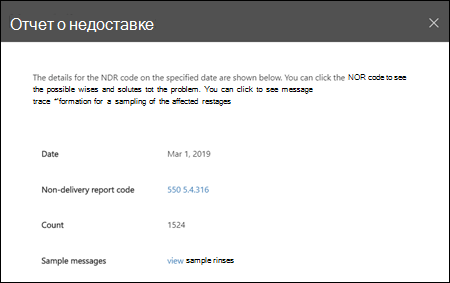 Отчет о недоставке
The details for the NDR code on the specified date are shown below. You can click the NOR code to see
the possible wises and solutes tot the problem. You can click to see message
trace "formation for a sampling of the affected restages
Date Mar 1, 2019
Non-delivery report code 550 5.4.316
Count 1524
Sample messages view sample rinses